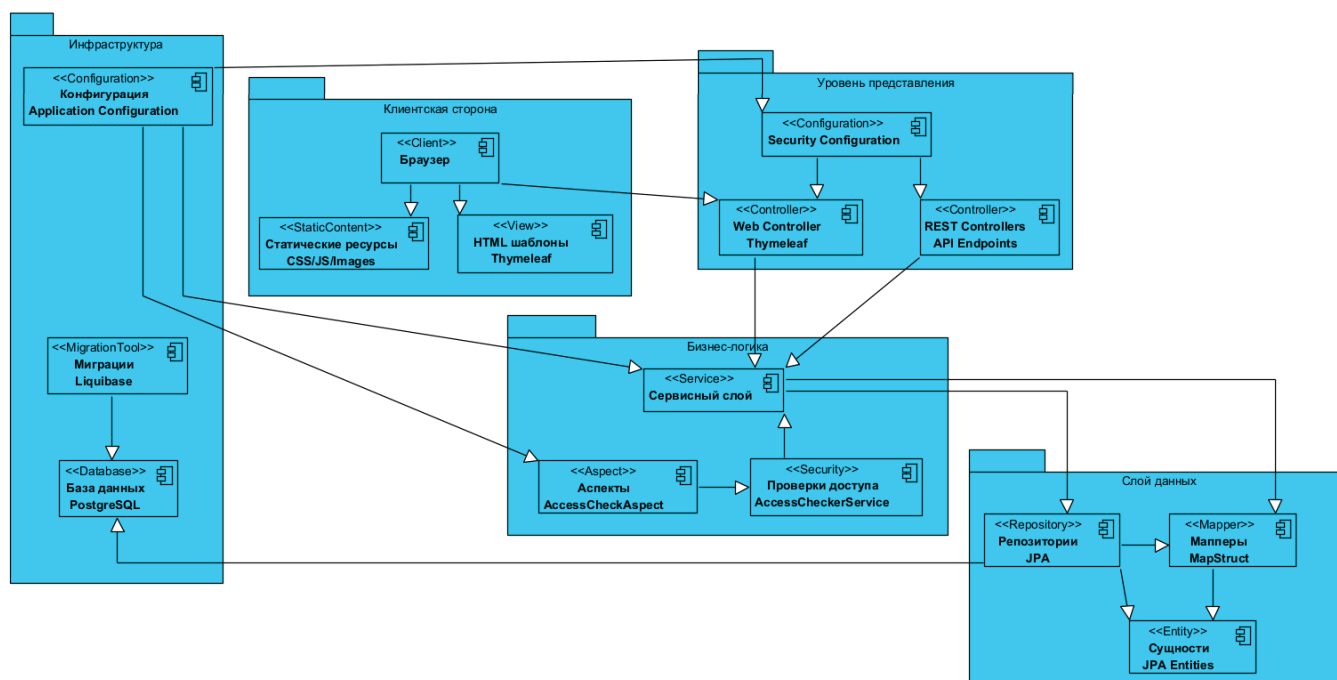 Инфраструктура
<<Configuration>>
Конфигурация
Application Configuration
<<MigrationTool>>
Миграции
Liquibase
<<Database>>
База данных
PostgreSQL
Клиентская сторона
<<Client>>
Браузер
<<StaticContent>>
Статические ресурсы
CSS/JS/Images
<<View>>
HTML шаблоны
Thymeleaf
Уровень представления
<<Configuration>>
Security Configuration
<<Controller>>
Web Controller
Thymeleaf
<<Controller>>
REST Controllers
API Endpoints
Бизнес-логика
<<Service>>
Сервисный слой
<<Aspect>>
Аспекты
AccessCheckAspect
<<Security>>
Проверки доступа
AccessCheckerService
Слой данных
<<Repository>>
Репозитории
JPA
<<Mapper>>
Мапперы
MapStruct
<<Entity>>
Сущности
JPA Entities